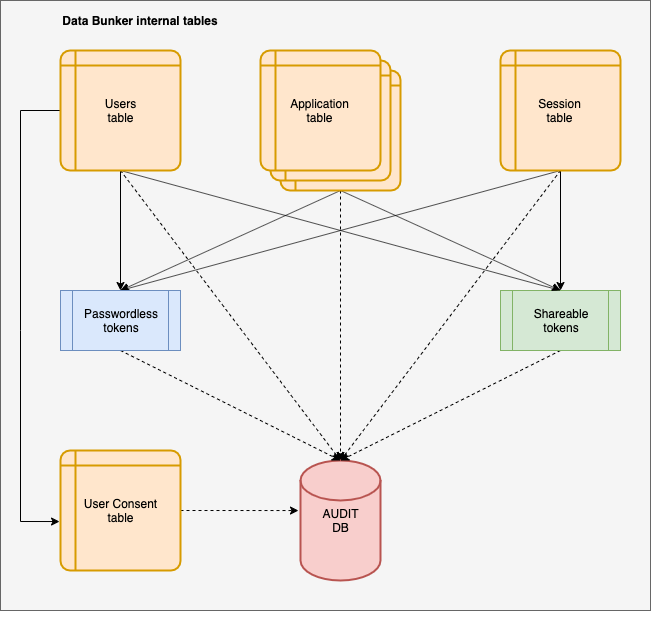 Data Bunker internal tables
Users
table
Application
table
Session
table
Passwordless
tokens
Shareable
tokens
User Consent
table
AUDIT
DB